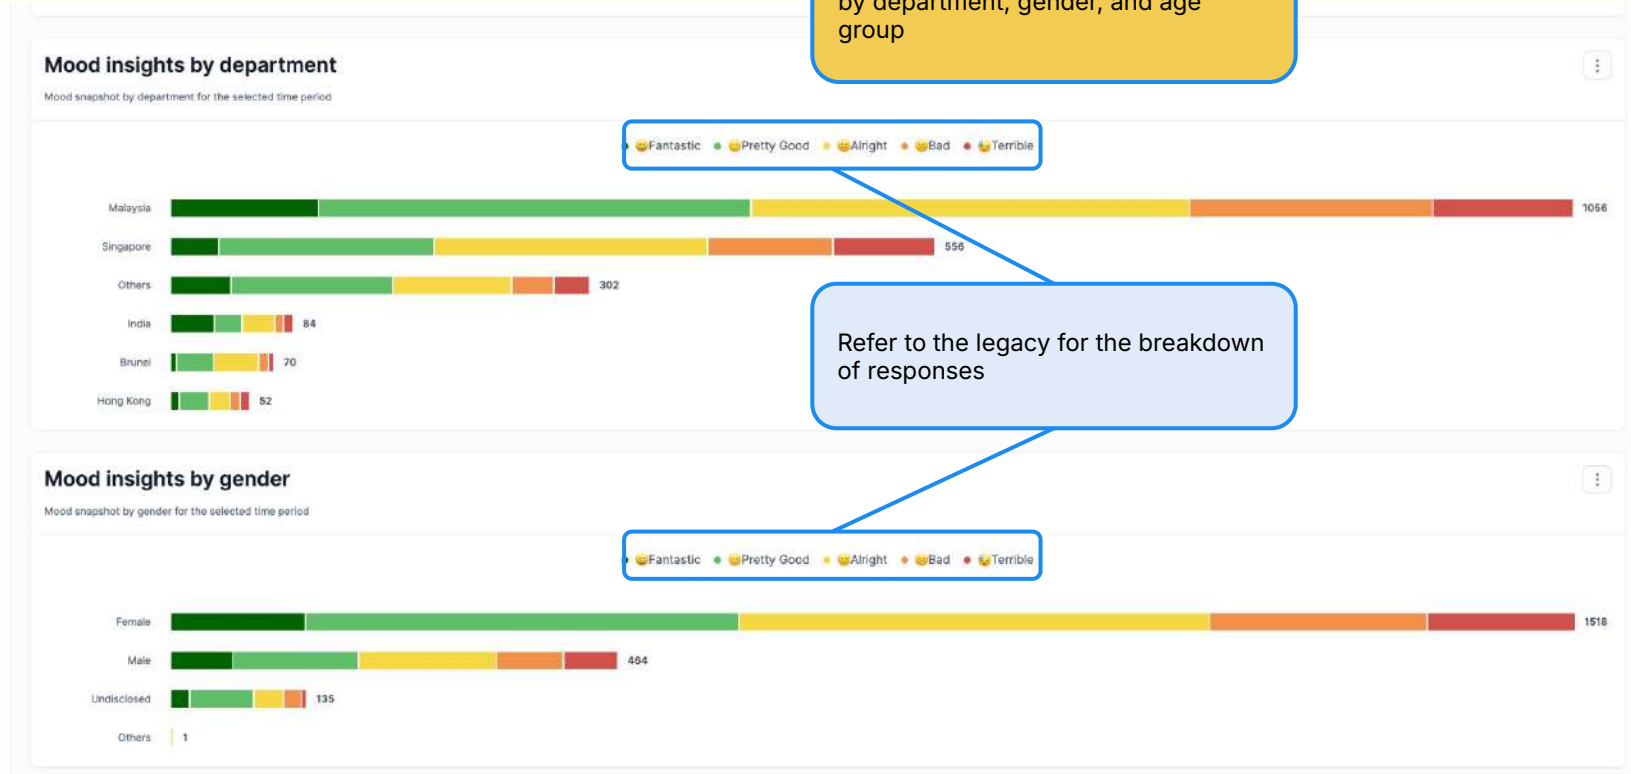 by department, gender, and age
group
Mood insights by department
Mood snapshot by department for the selected time period
Fantastic Pretty Good Alright Bad Terrible
Malaysia 1056
Singapore 556
Others 302
India 84
Brunei 70
Hong Kong 52
Refer to the legacy for the breakdown
of responses
Mood insights by gender
Mood snapshot by gender for the selected time period
Fantastic Pretty Good Alright Bad Terrible
Female 1518
Male 464
Undisclosed 135
Others 1